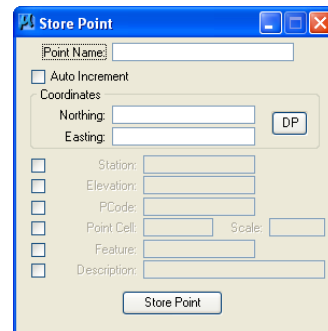 Store Point
Point Name:
Auto Increment
Coordinates
Northing:
DP
Easting:
Station:
Elevation:
PCode:
Point Cell: Scale:
Feature:
Description:
Store Point